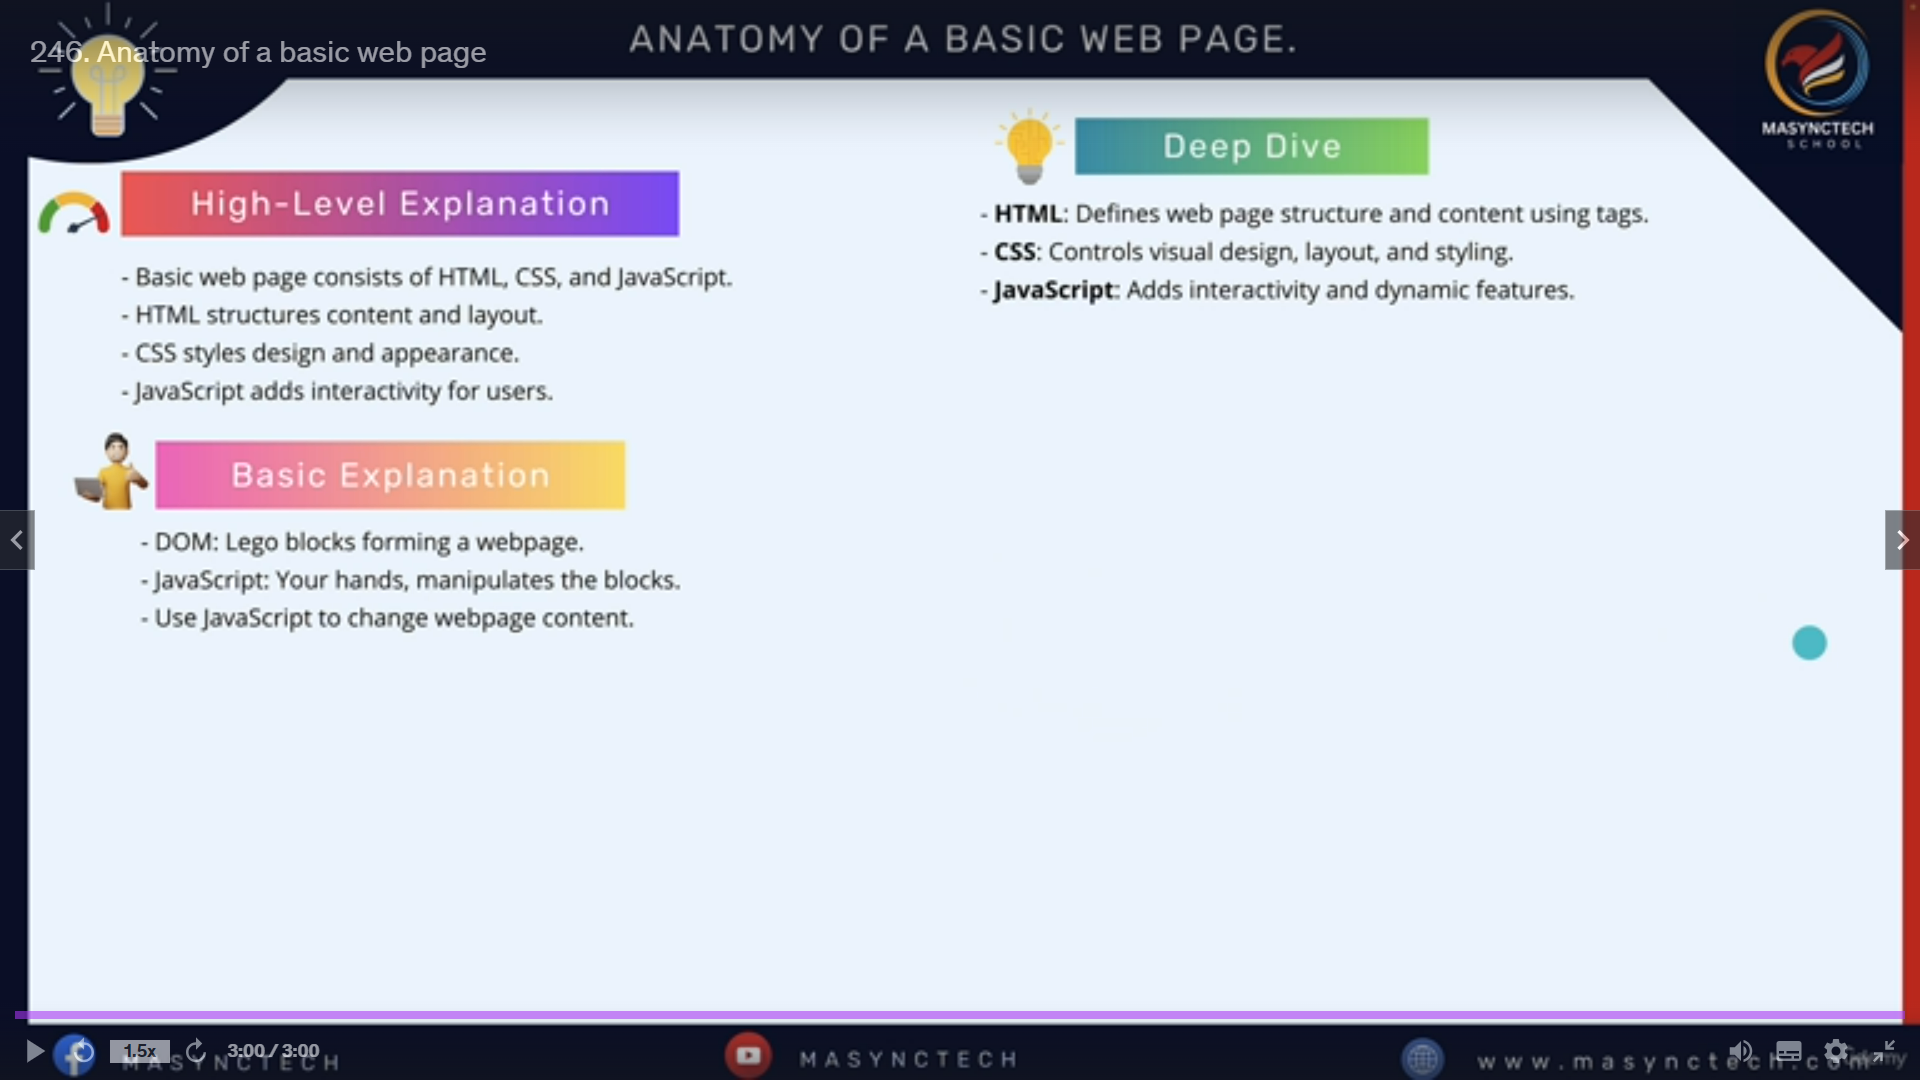 246. Anatomy of a basic web page
ANATOMY OF A BASIC WEB PAGE.
MASYNCTECH
SCHOOL
High-Level Explanation
- Basic web page consists of HTML, CSS, and JavaScript.
- HTML structures content and layout.
- CSS styles design and appearance.
- JavaScript adds interactivity for users.
Basic Explanation
- DOM: Lego blocks forming a webpage.
- JavaScript: Your hands, manipulates the blocks.
- Use JavaScript to change webpage content.
Deep Dive
- HTML: Defines web page structure and content using tags.
- CSS: Controls visual design, layout, and styling.
- JavaScript: Adds interactivity and dynamic features.
1.5x
3:00 / 3:00
MASYNCTECH
MASYNCTECH
www.masynctech.com